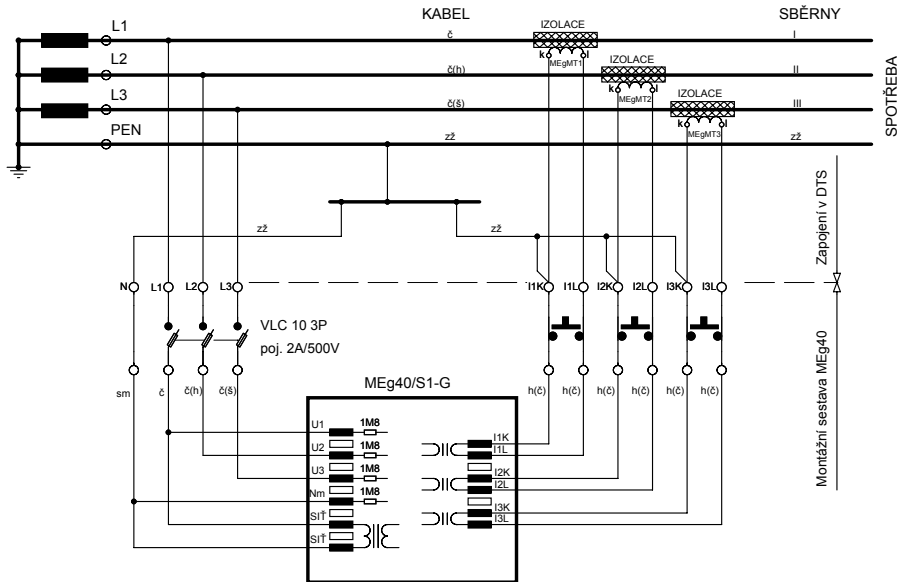 KABEL
SBĚRNY
L1
č
IZOLACE
I
k
l
MEgMT1
L2
č(h)
IZOLACE
II
k
l
MEgMT2
L3
č(š)
IZOLACE
III
k
l
MEgMT3
PEN
zž
zž
SPOTŘEBA
zž
zž
Zapojení v DTS
N
L1
L2
L3
I1K
I1L
I2K
I2L
I3K
I3L
VLC 10 3P
poj. 2A/500V
Montážní sestava MEg40
sm
č
č(h)
č(š)
h(č)
h(č)
h(č)
h(č)
h(č)
h(č)
MEg40/S1-G
U1
1M8
U2
1M8
U3
1M8
Nm
1M8
SIŤ
SIŤ
I1K
I1L
I2K
I2L
I3K
I3L